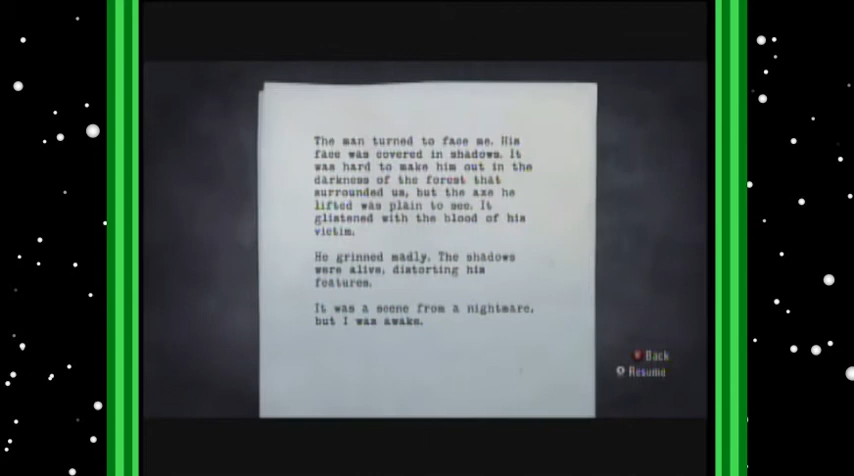 The man turned to face me. His
face was covered in shadows. It
was hard to make him out in the
darkness of the forest that
surrounded us, but the axe he
lifted was plain to see. It
glistened with the blood of his
victim.
He grinned madly. The shadows
were alive, distorting his
features.
It was a scene from a nightmare,
but I was awake.
Back
Resume